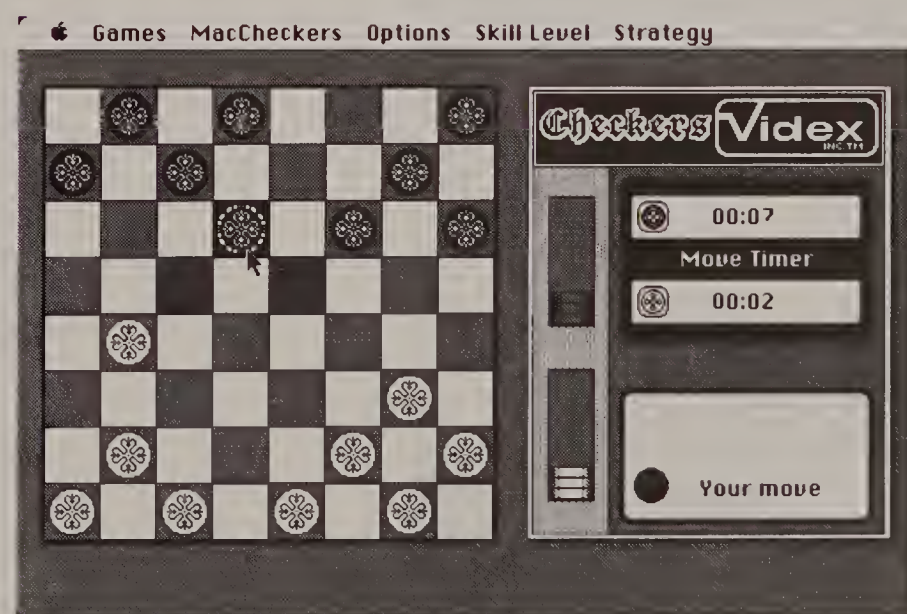 Games MacCheckers Options Skill Level Strategy
Checkers Videx
INC.TM
00:07
Move Timer
00:02
Your move